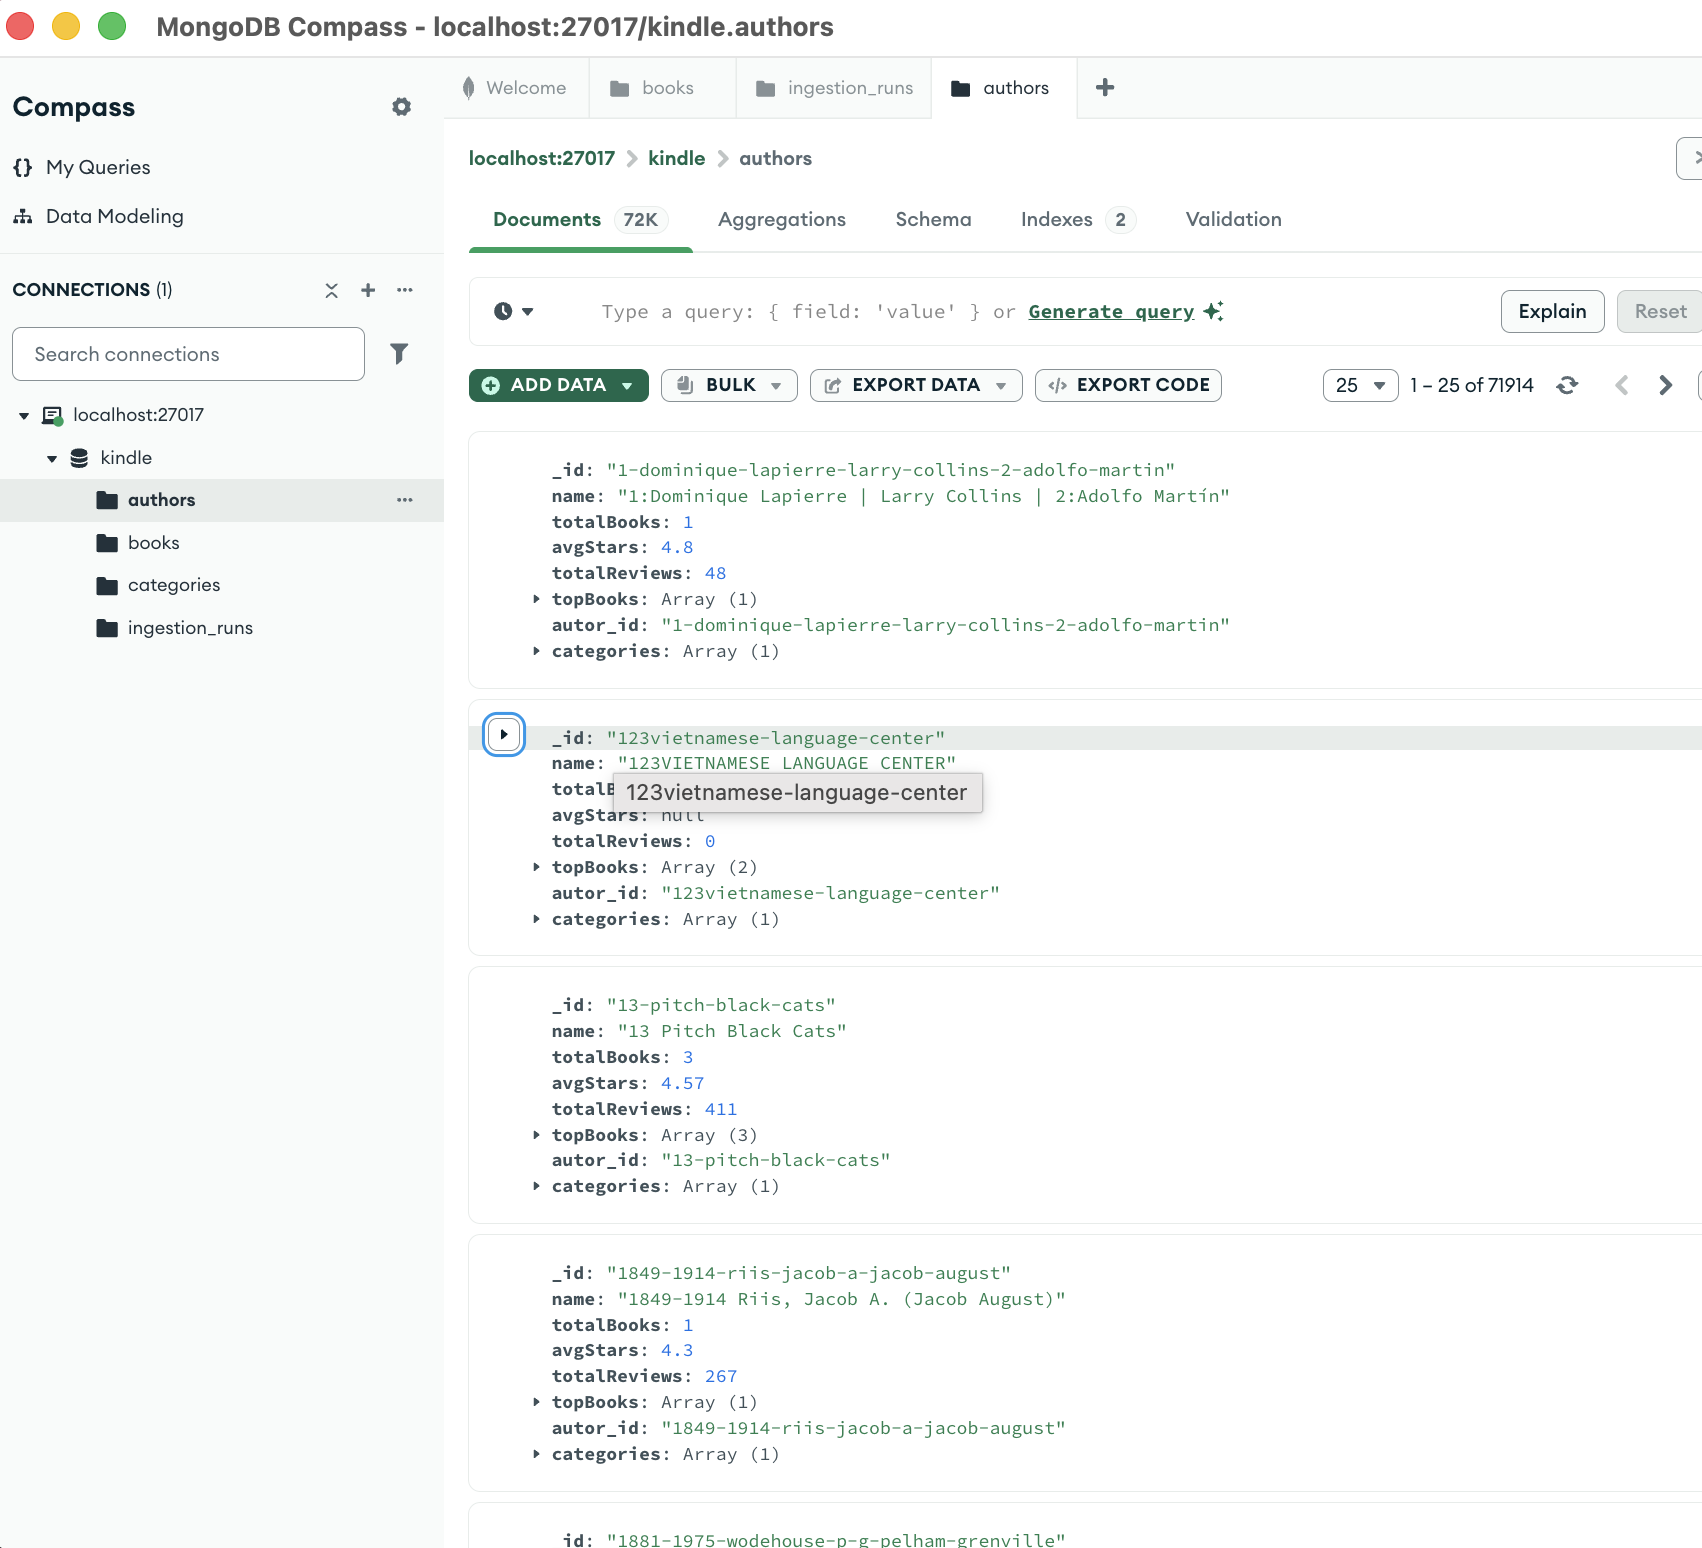 MongoDB Compass - localhost:27017/kindle.authors
Compass
{} My Queries
Data Modeling
CONNECTIONS (1)
Search connections
localhost:27017
kindle
authors
books
categories
ingestion_runs
Welcome
books
ingestion_runs
authors
localhost:27017 > kindle > authors
Documents 72K
Aggregations
Schema
Indexes 2
Validation
Type a query: { field: 'value' } or Generate query
Explain
Reset
ADD DATA
BULK
EXPORT DATA
EXPORT CODE
25
1 – 25 of 71914
_id: "1-dominique-lapierre-larry-collins-2-adolfo-martin"
name: "1:Dominique Lapierre | Larry Collins | 2:Adolfo Martín"
totalBooks: 1
avgStars: 4.8
totalReviews: 48
topBooks: Array (1)
autor_id: "1-dominique-lapierre-larry-collins-2-adolfo-martin"
categories: Array (1)
_id: "123vietnamese-language-center"
name: "123VIETNAMESE LANGUAGE CENTER"
123vietnamese-language-center
avgStars: null
totalReviews: 0
topBooks: Array (2)
autor_id: "123vietnamese-language-center"
categories: Array (1)
_id: "13-pitch-black-cats"
name: "13 Pitch Black Cats"
totalBooks: 3
avgStars: 4.57
totalReviews: 411
topBooks: Array (3)
autor_id: "13-pitch-black-cats"
categories: Array (1)
_id: "1849-1914-riis-jacob-a-jacob-august"
name: "1849-1914 Riis, Jacob A. (Jacob August)"
totalBooks: 1
avgStars: 4.3
totalReviews: 267
topBooks: Array (1)
autor_id: "1849-1914-riis-jacob-a-jacob-august"
categories: Array (1)
_id: "1881-1975-wodehouse-p-g-pelham-grenville"